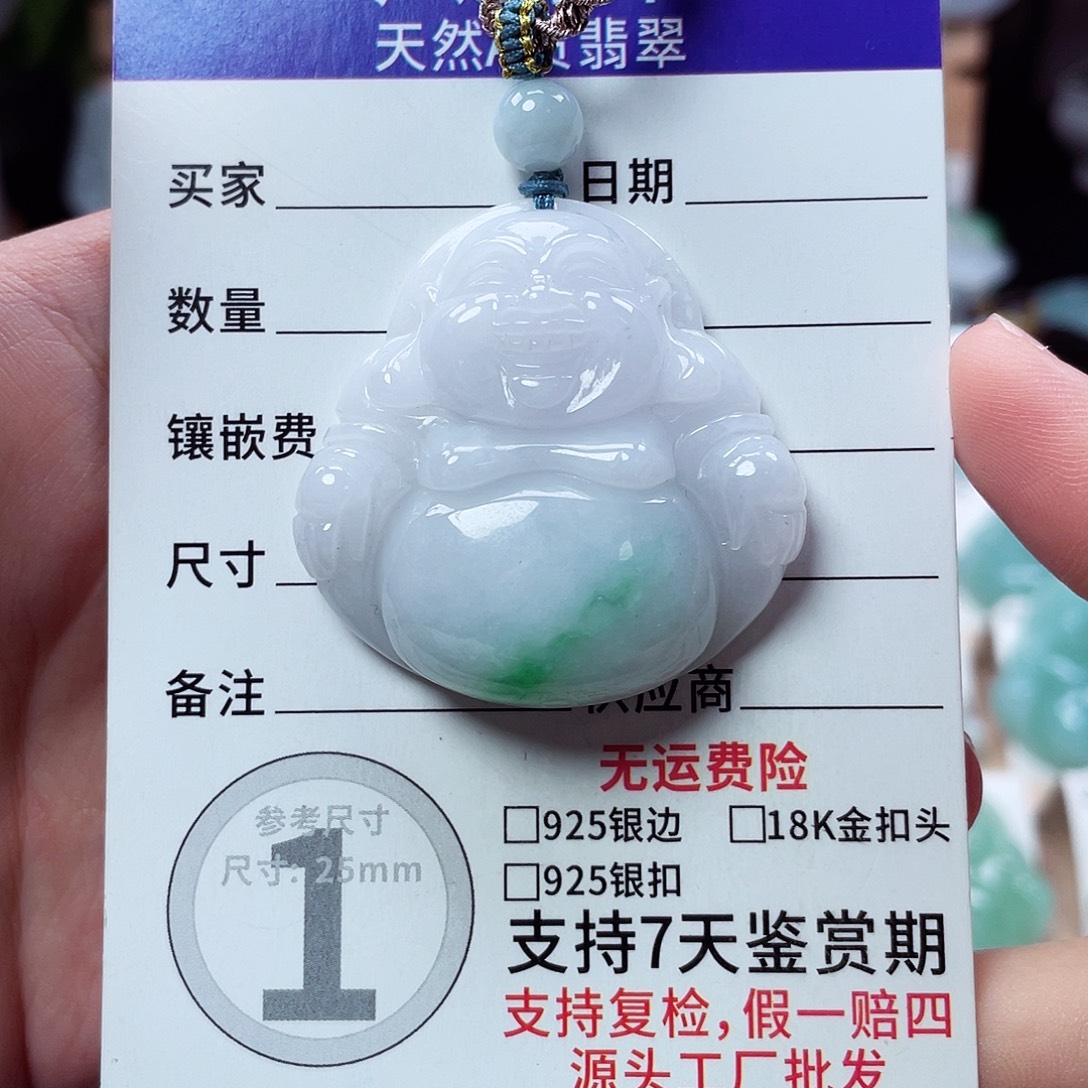 天然A货翡翠
买家 日期
数量
镶嵌费
尺寸
备注 供应商
无运费险
□925银边 □18K金扣头
□925银扣
支持7天鉴赏期
支持复检,假一赔四
源头工厂批发
参考尺寸
尺寸: 25mm
1